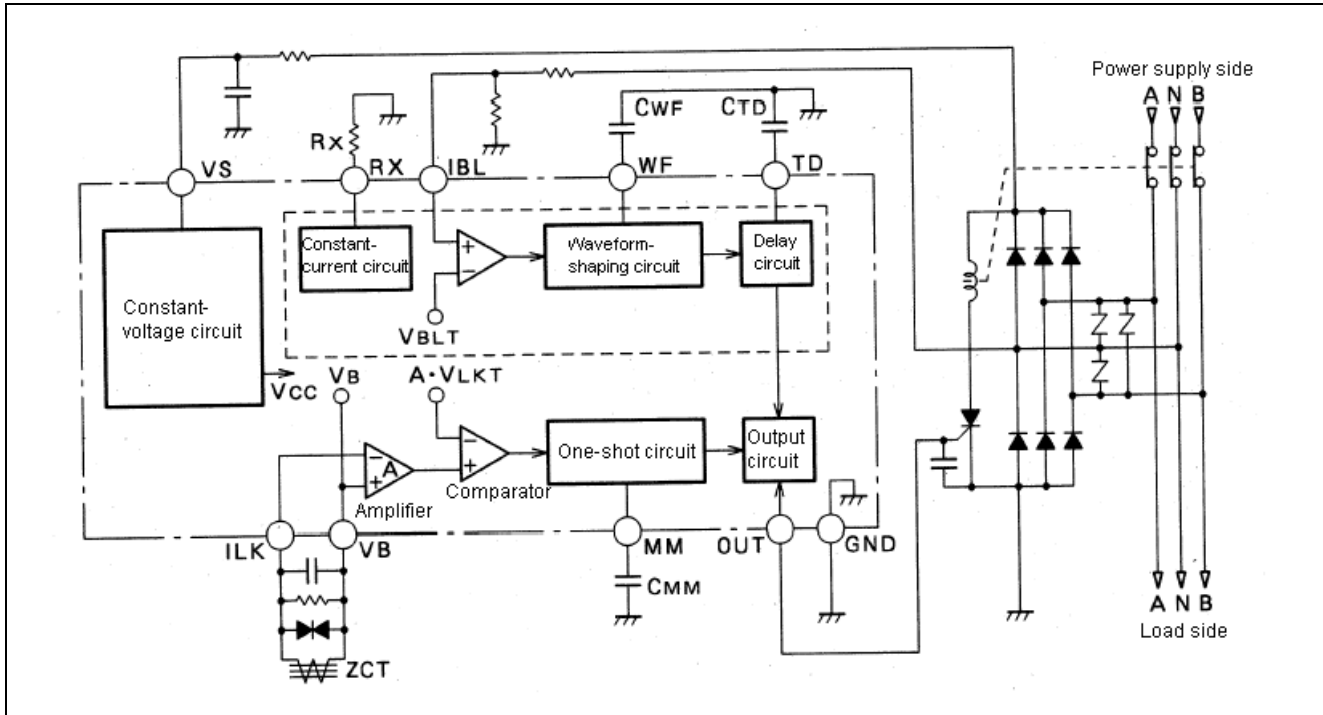 Power supply side
A N B
CWF
CTD
RX
VS
RX
IBL
WF
TD
Constant-
current circuit
+
−
Waveform-
shaping circuit
Delay
circuit
Constant-
voltage circuit
VBLT
VCC
VB
A·VLKT
−
+
A
Amplifier
−
+
Comparator
One-shot circuit
Output
circuit
ILK
VB
MM
OUT
GND
CMM
ZCT
A N B
Load side